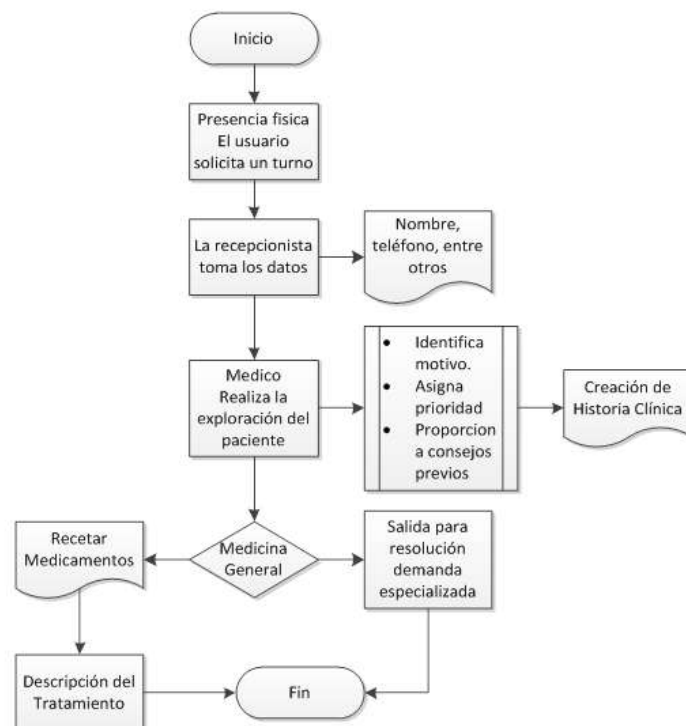 Inicio
Presencia fisica
El usuario
solicita un turno
La recepcionista
toma los datos
Nombre,
teléfono, entre
otros
Medico
Realiza la
exploración del
paciente
• Identifica
motivo.
• Asigna
prioridad
• Proporcion
a consejos
previos
Creación de
Historia Clínica
Recetar
Medicamentos
Medicina
General
Salida para
resolución
demanda
especializada
Descripción del
Tratamiento
Fin